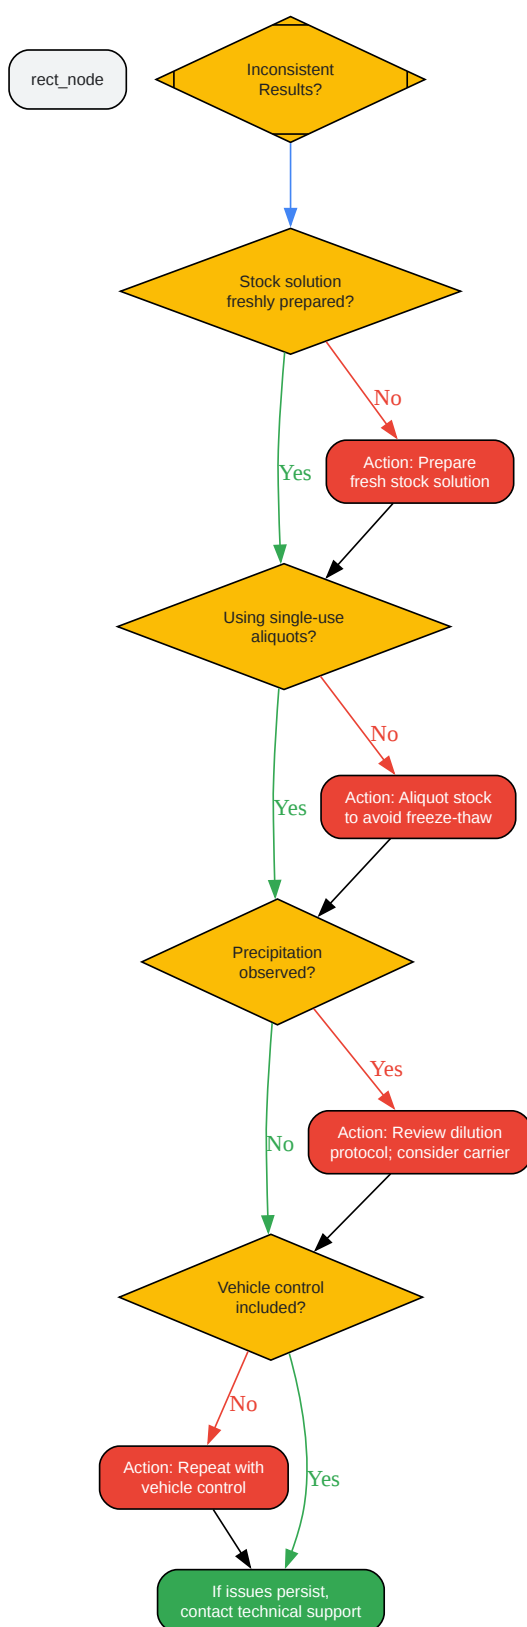 rect_node
Inconsistent
Results?
Stock solution
freshly prepared?
No
Action: Prepare
fresh stock solution
Yes
Using single-use
aliquots?
No
Action: Aliquot stock
to avoid freeze-thaw
Yes
Precipitation
observed?
Yes
Action: Review dilution
protocol; consider carrier
No
Vehicle control
included?
No
Action: Repeat with
vehicle control
Yes
If issues persist,
contact technical support